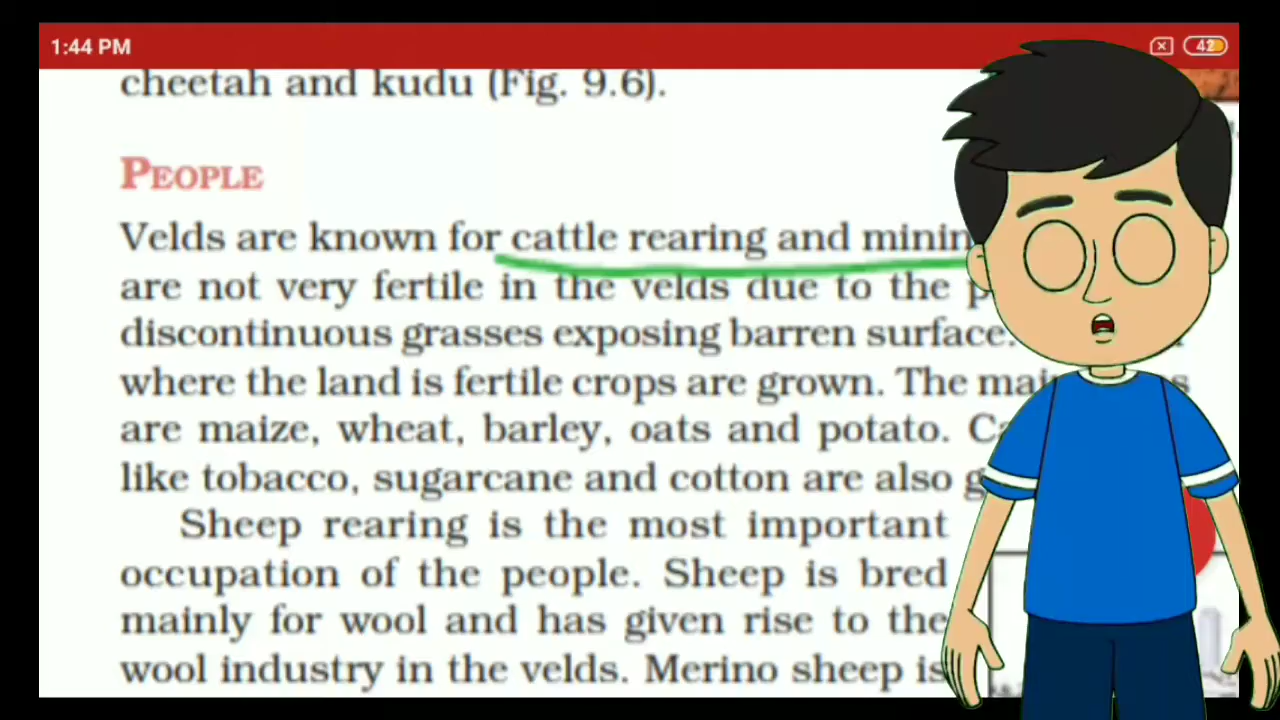 1:44 PM
42
cheetah and kudu (Fig. 9.6).
PEOPLE
Velds are known for cattle rearing and
are not very fertile in the velds due to the
discontinuous grasses exposing barren surface.
where the land is fertile crops are grown. The
are maize, wheat, barley, oats and potato.
like tobacco, sugarcane and cotton are also
Sheep rearing is the most important
occupation of the people. Sheep is bred
mainly for wool and has given rise to the
wool industry in the velds. Merino sheep is